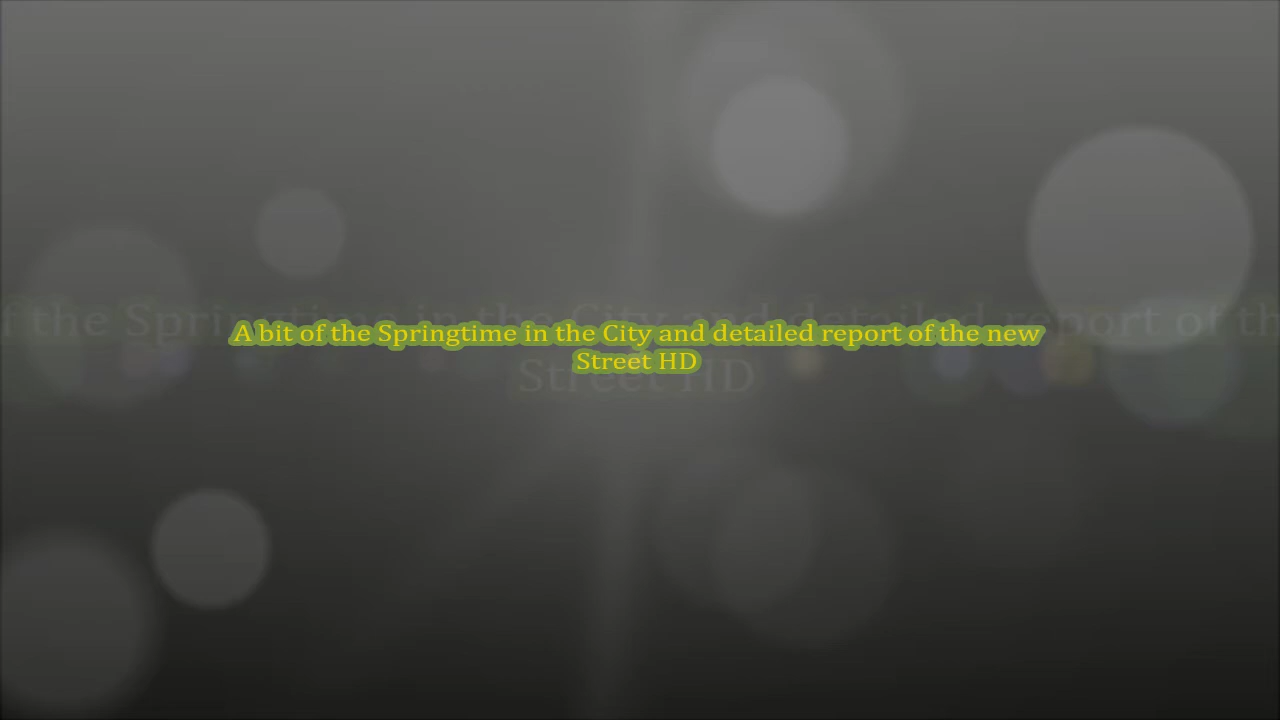 A bit of the Springtime in the City and detailed report of the new
Street HD